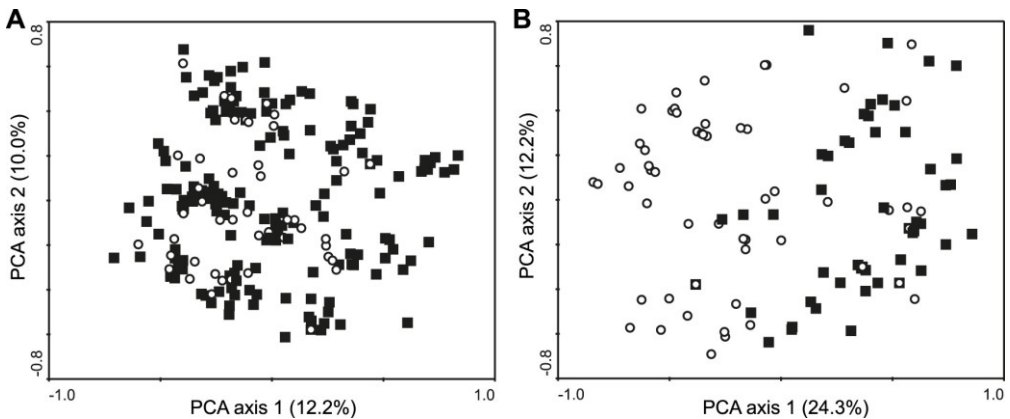 A
0.8
PCA axis 2 (10.0%)
-0.8
-1.0
PCA axis 1 (12.2%)
1.0
B
0.8
PCA axis 2 (12.2%)
-0.8
-1.0
PCA axis 1 (24.3%)
1.0